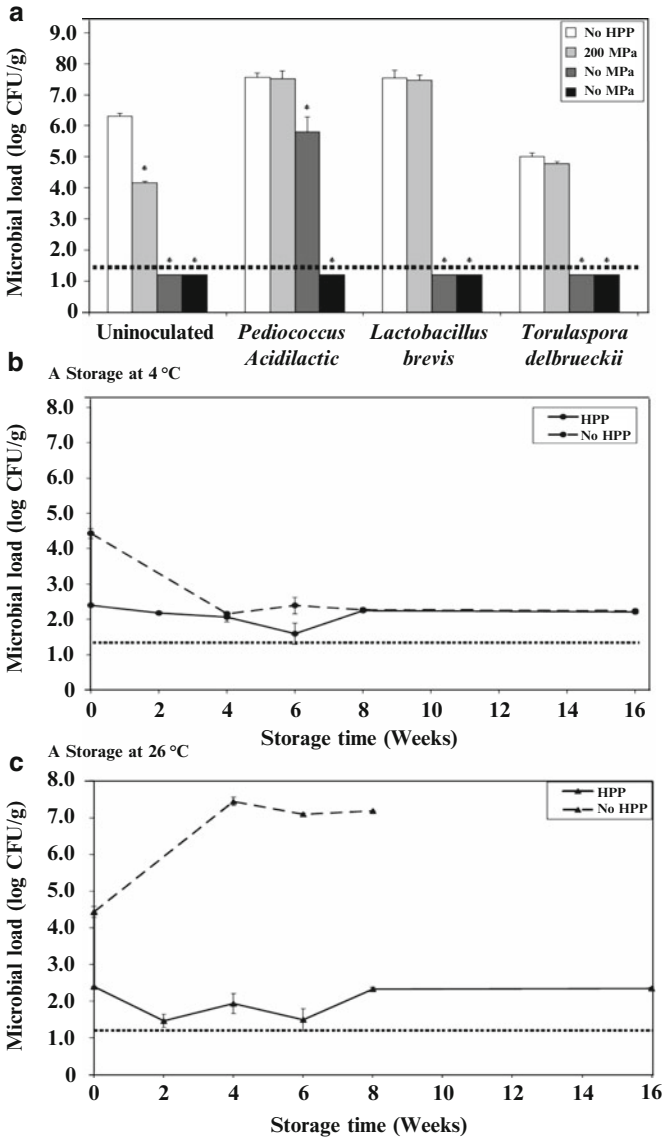 a
9.0
80
7.0
6.0
5.0
4.0
3.0
2.0
1.0
0
Microbial load (log CFU/g)
No HPP
200 MPa
No MPa
No MPa
*
*
*
*
*
*
*
*
*
Uninoculated
Pediococcus
Acidilactic
Lactobacillus
brevis
Torulaspora
delbrueckii
b
A Storage at 4 °C
8.0
7.0
6.0
5.0
4.0
3.0
2.0
1.0
0
Microbial load (log CFU/g)
HPP
No HPP
0 2 4 6 8 10 12 14 16
Storage time (Weeks)
A Storage at 26 °C
c
8.0
7.0
6.0
5.0
4.0
3.0
2.0
1.0
0
Microbial load (log CFU/g)
HPP
No HPP
0 2 4 6 8 10 12 14 16
Storage time (Weeks)